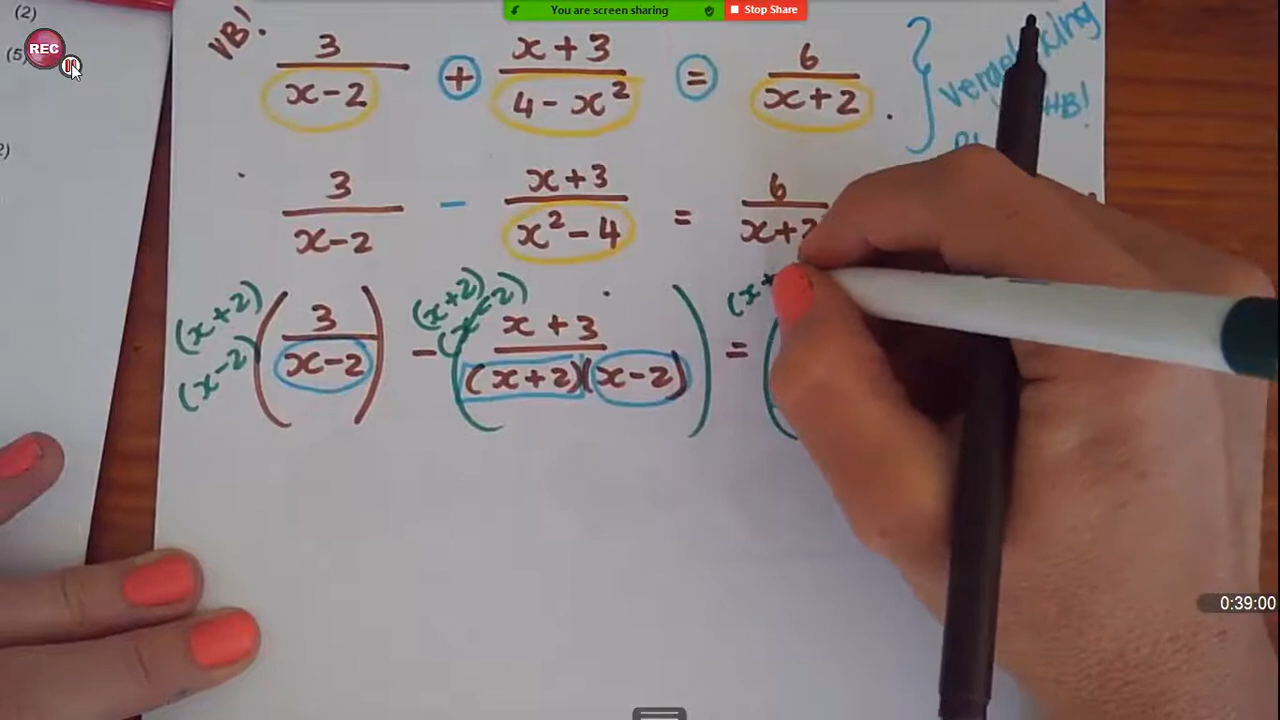 You are screen sharing Stop Share
(2)
(5)
REC
VB!
3/(x-2) + (x+3)/(4-x²) = 6/(x+2) .
HB!
3/(x-2) - (x+3)/(x²-4) = 6/(x+2
(x+2)(x-2)(3/(x-2)) - (x+2)(x-2)((x+3)/((x+2)(x-2))) = (x+
0:39:00